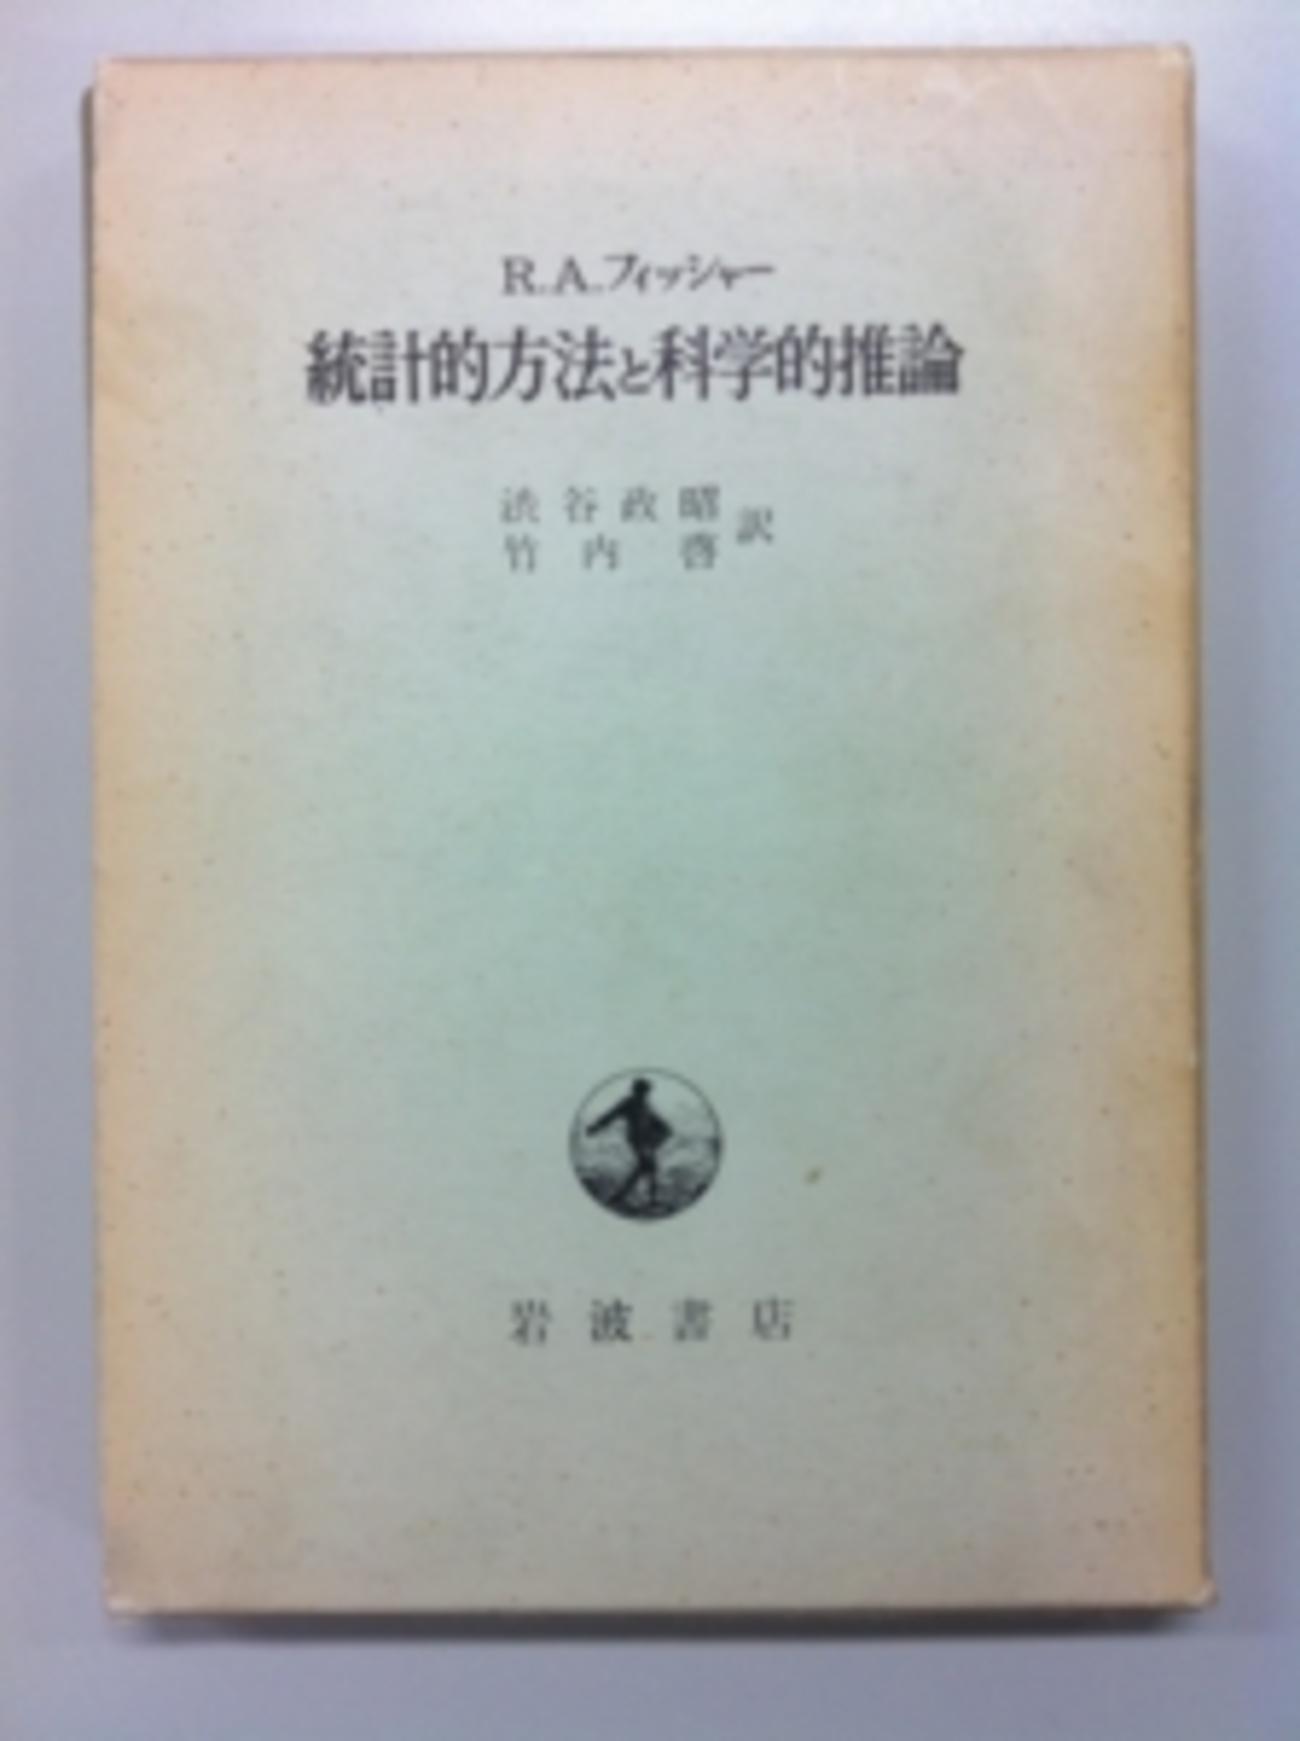 R.A.フィッシャー
統計的方法と科学的推論
渋谷政昭
竹内 啓 訳
岩波書店